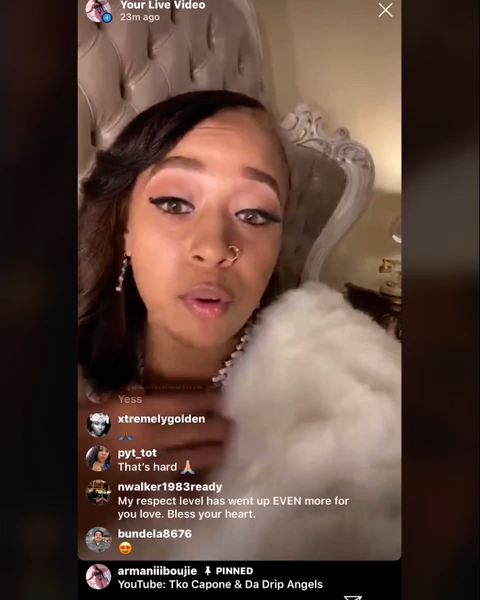 Your Live Video
23m ago
Yess
xtremelygolden
🙏🏾
pyt_tot
That's hard 🙏🏼
nwalker1983ready
My respect level has went up EVEN more for
you love. Bless your heart.
bundela8676
😍
armaniiiboujie 📌 PINNED
YouTube: Tko Capone & Da Drip Angels